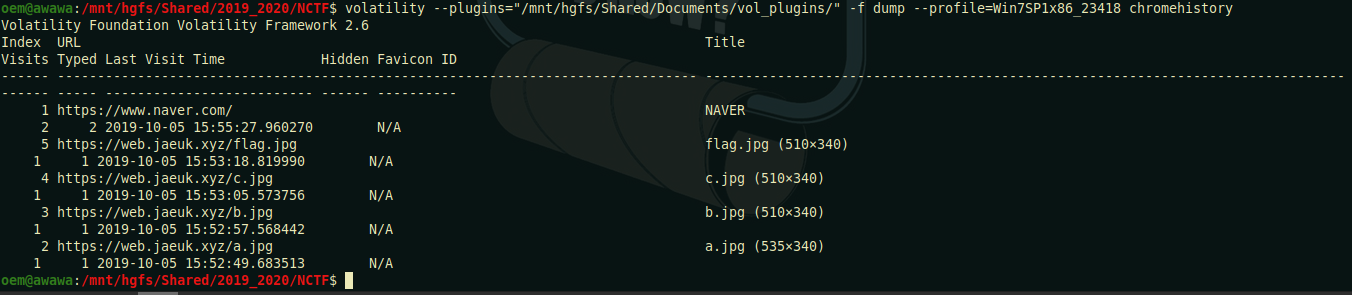 oem@awawa:/mnt/hgfs/Shared/2019_2020/NCTF$ volatility --plugins="/mnt/hgfs/Shared/Documents/vol_plugins/" -f dump --profile=Win7SP1x86_23418 chromehistory
Volatility Foundation Volatility Framework 2.6
Index  URL                                                                              Title
Visits Typed Last Visit Time            Hidden Favicon ID
------ -------------------------------------------------------------------------------- --------------------------------------------------------------------------------
------ ----- -------------------------- ------ ----------
     1 https://www.naver.com/                                                           NAVER
     2     2 2019-10-05 15:55:27.960270        N/A
     5 https://web.jaeuk.xyz/flag.jpg                                                   flag.jpg (510×340)
    1     1 2019-10-05 15:53:18.819990        N/A
     4 https://web.jaeuk.xyz/c.jpg                                                      c.jpg (510×340)
    1     1 2019-10-05 15:53:05.573756        N/A
     3 https://web.jaeuk.xyz/b.jpg                                                      b.jpg (510×340)
    1     1 2019-10-05 15:52:57.568442        N/A
     2 https://web.jaeuk.xyz/a.jpg                                                      a.jpg (535×340)
    1     1 2019-10-05 15:52:49.683513        N/A
oem@awawa:/mnt/hgfs/Shared/2019_2020/NCTF$